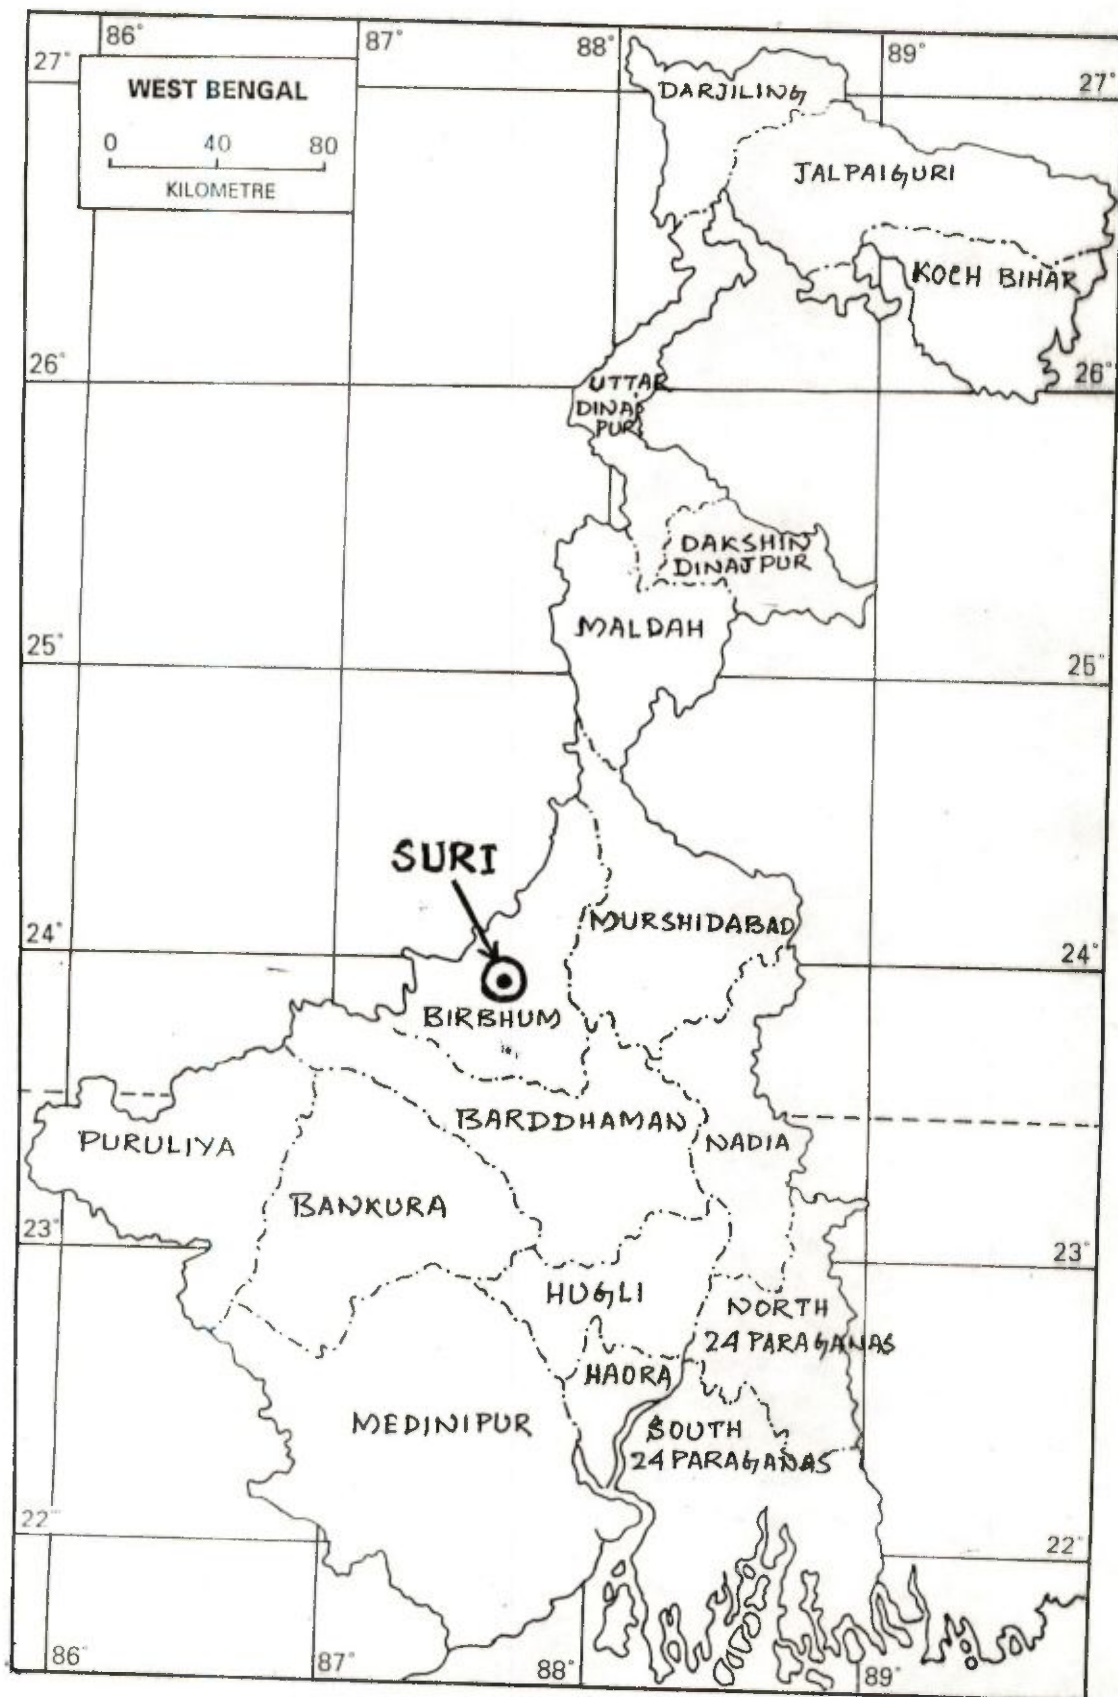 86°
87°
88°
89°
27°
27°
WEST BENGAL
0 40 80
KILOMETRE
DARJILING
JALPAIGURI
KOCH BIHAR
26°
26°
UTTAR
DINAJ
PUR
DAKSHIN
DINAJPUR
MALDAH
25°
25°
SURI
MURSHIDABAD
24°
24°
BIRBHUM
BARDDHAMAN
PURULIYA
NADIA
BANKURA
23°
23°
HUGLI
NORTH
24 PARAGANAS
HAORA
MEDINIPUR
SOUTH
24 PARAGANAS
22°
22°
86°
87°
88°
89°